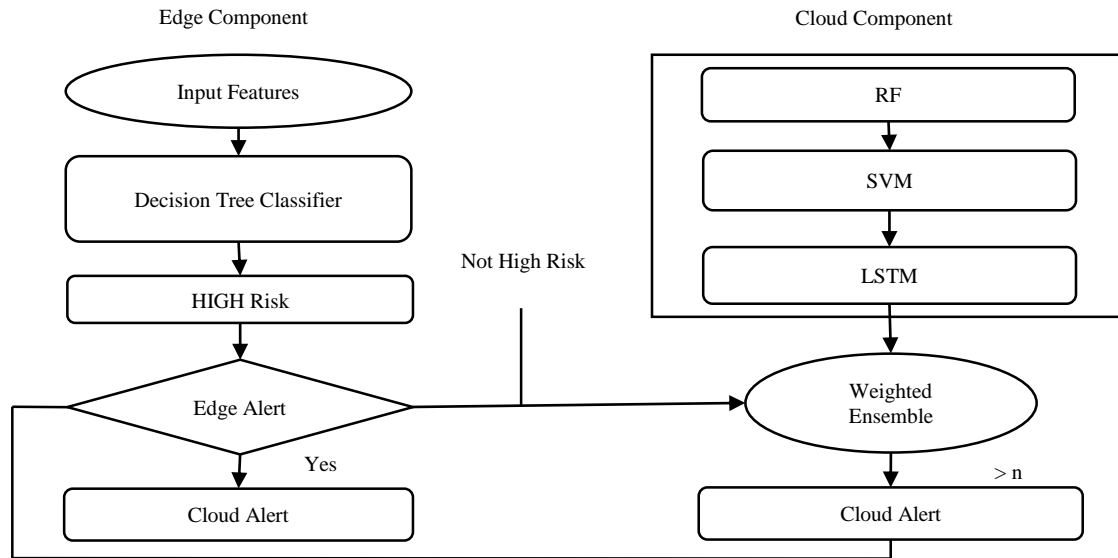 Edge Component
Cloud Component
Input Features
Decision Tree Classifier
HIGH Risk
Edge Alert
Yes
Cloud Alert
Not High Risk
RF
SVM
LSTM
Weighted
Ensemble
> n
Cloud Alert